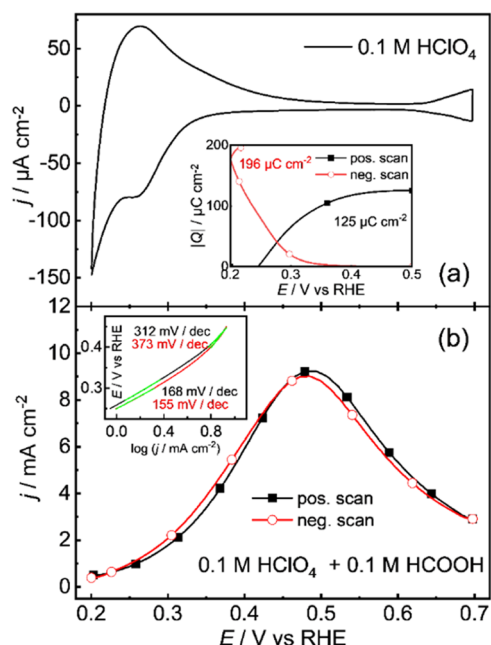 0.1 M HClO₄
50
0
-50
-100
-150
j / µA cm⁻²
200
100
0
|Q| / µC cm⁻²
196 µC cm⁻²
pos. scan
neg. scan
125 µC cm⁻²
0.2 0.3 0.4 0.5
E / V vs RHE
(a)
12
10
8
6
4
2
0
j / mA cm⁻²
0.4
0.3
E / V vs RHE
312 mV / dec
373 mV / dec
168 mV / dec
155 mV / dec
0.0 0.4 0.8
log (j / mA cm⁻²)
(b)
pos. scan
neg. scan
0.1 M HClO₄ + 0.1 M HCOOH
0.2 0.3 0.4 0.5 0.6 0.7
E / V vs RHE